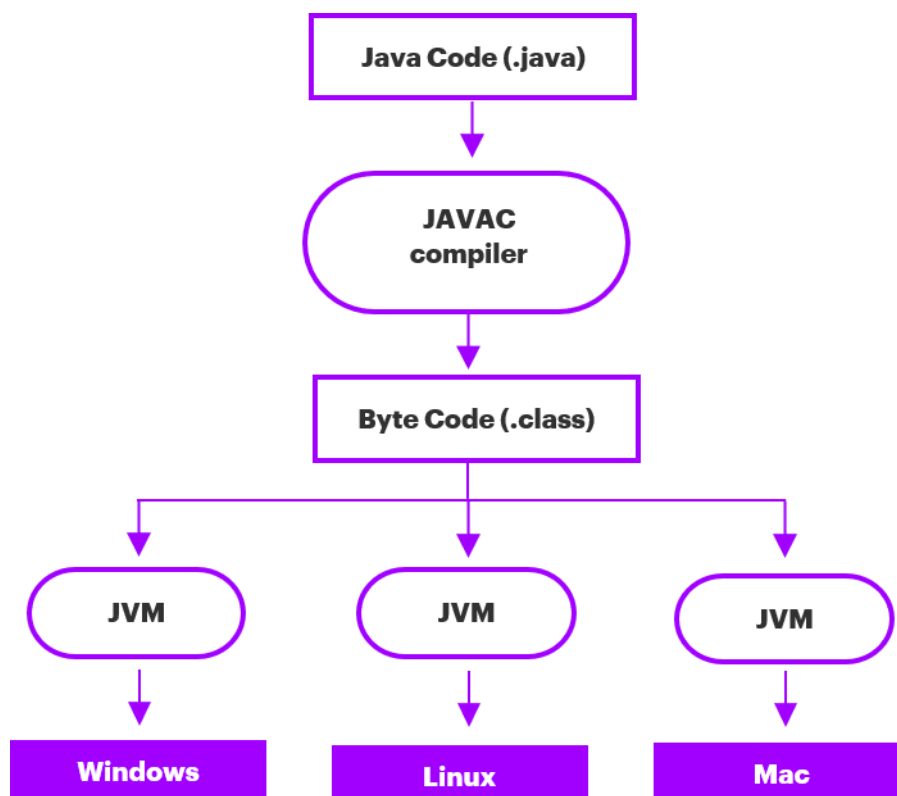 Java Code (.java)
JAVAC
compiler
Byte Code (.class)
JVM
JVM
JVM
Windows
Linux
Mac